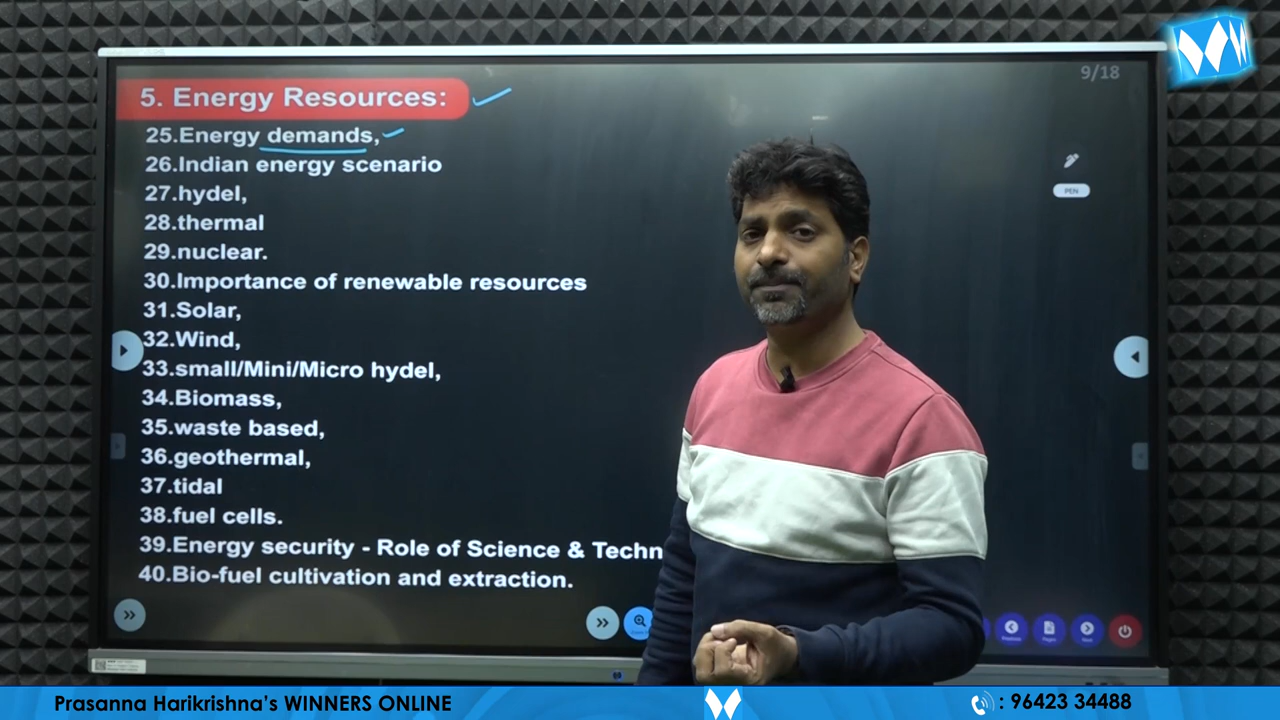 9/18
5. Energy Resources:
25.Energy demands,
26.Indian energy scenario
27.hydel,
28.thermal
29.nuclear.
30.Importance of renewable resources
31.Solar,
32.Wind,
33.small/Mini/Micro hydel,
34.Biomass,
35.waste based,
36.geothermal,
37.tidal
38.fuel cells.
39.Energy security - Role of Science & Techn
40.Bio-fuel cultivation and extraction.
PEN
Pages
Next
Prasanna Harikrishna's WINNERS ONLINE
: 96423 34488